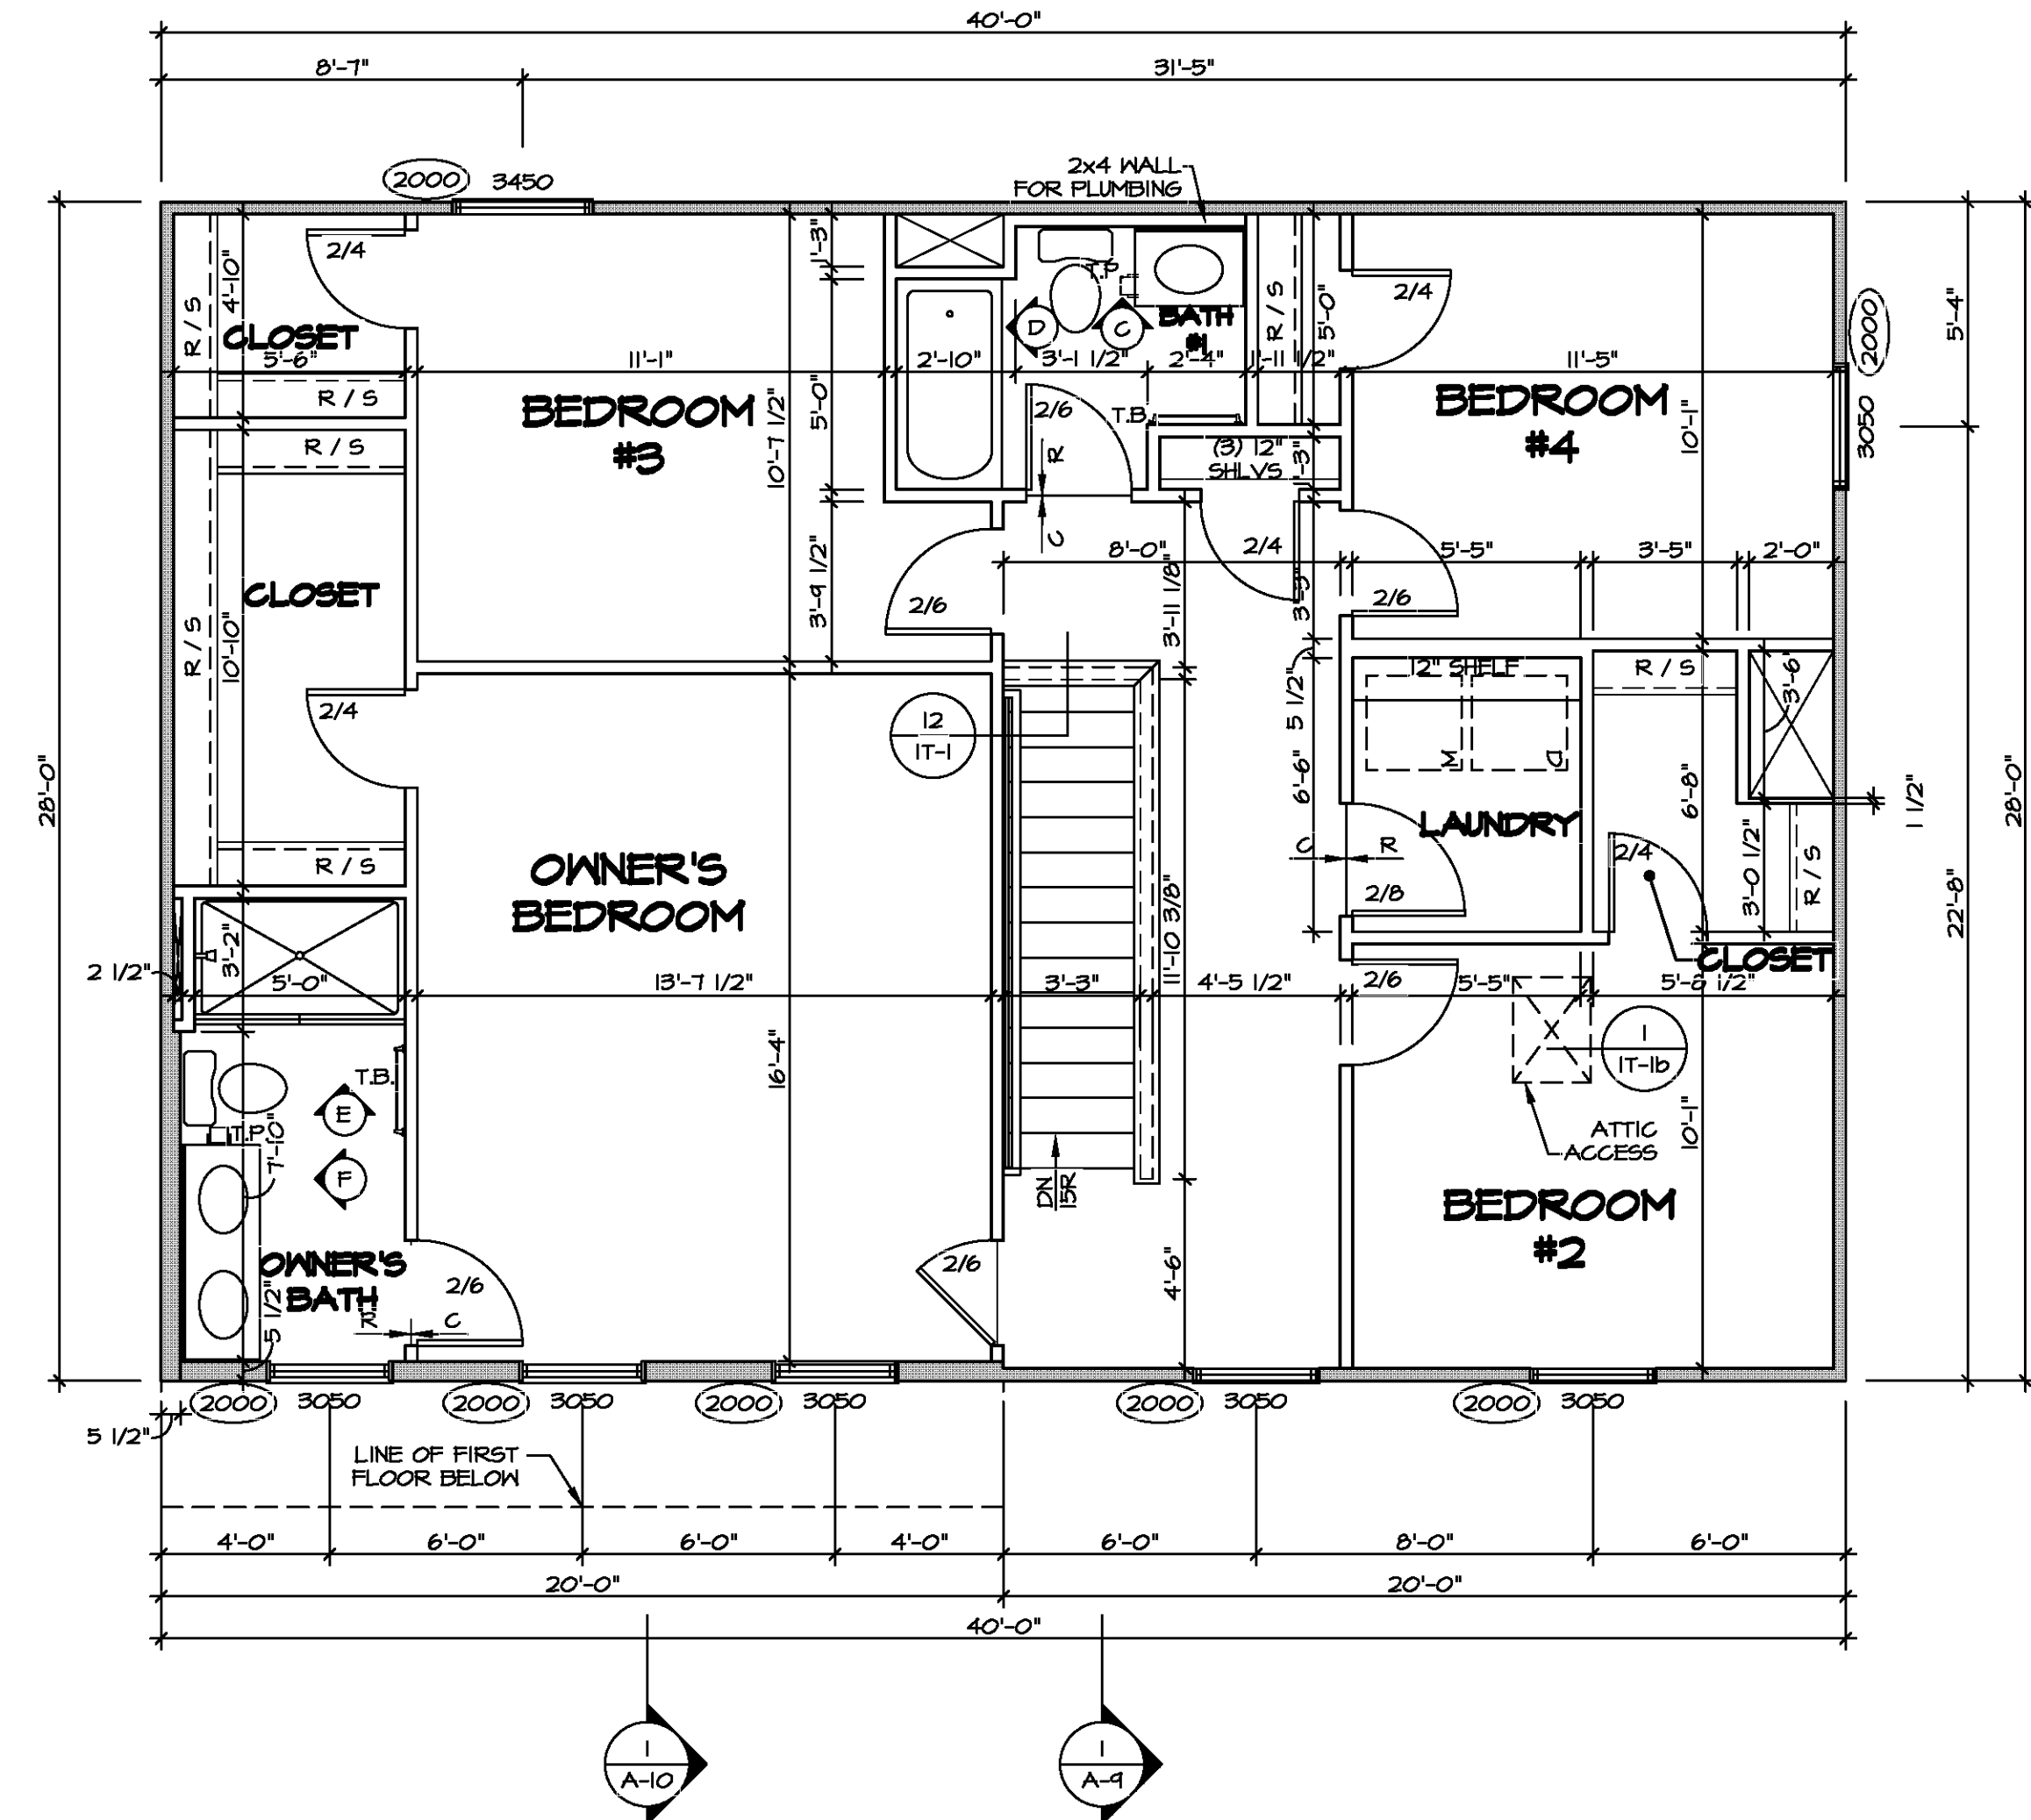 40'-0"
8'-7"
31'-5"
2x4 WALL
FOR PLUMBING
2000
3450
2/4
4'-10"
R / S
CLOSET
5'-6"
R / S
11'-1"
BEDROOM
#3
10'-7 1/2"
1'-3"
5'-0"
3'-9 1/2"
2'-10"
T.P.
D
C
BATH
#1
3'-1 1/2"
2'-4"
1'-11 1/2"
R / S
5'-0"
2/6
T.B.
R
C
(3) 12"
SHLVS
1'-3"
2/4
11'-5"
BEDROOM
#4
10'-1"
2000
3050
5'-4"
R / S
CLOSET
R / S
10'-10"
2/4
R / S
2/6
8'-0"
2/4
3'-11 1/8"
3'-5"
5'-5"
3'-5"
2'-0"
2/6
12
1T-1
5 1/2"
12" SHELF
R / S
3'-6"
W
D
6'-6"
6'-8"
1 1/2"
28'-0"
28'-0"
22'-8"
LAUNDRY
C
R
2/8
2/4
3'-0 1/2"
R / S
CLOSET
OWNER'S
BEDROOM
2 1/2"
3'-2"
5'-0"
13'-7 1/2"
3'-3"
11'-10 3/8"
4'-5 1/2"
2/6
5'-5"
16'-4"
T.B.
E
T.P.
7'-10"
F
1
1T-1b
ATTIC
ACCESS
10'-1"
DN
15R
BEDROOM
#2
4'-6"
OWNER'S
BATH
5 1/2"
2/6
C
2/6
2000
3050
2000
3050
2000
3050
2000
3050
2000
3050
5 1/2"
LINE OF FIRST
FLOOR BELOW
4'-0"
6'-0"
6'-0"
4'-0"
6'-0"
8'-0"
6'-0"
20'-0"
20'-0"
40'-0"
1
A-10
1
A-9